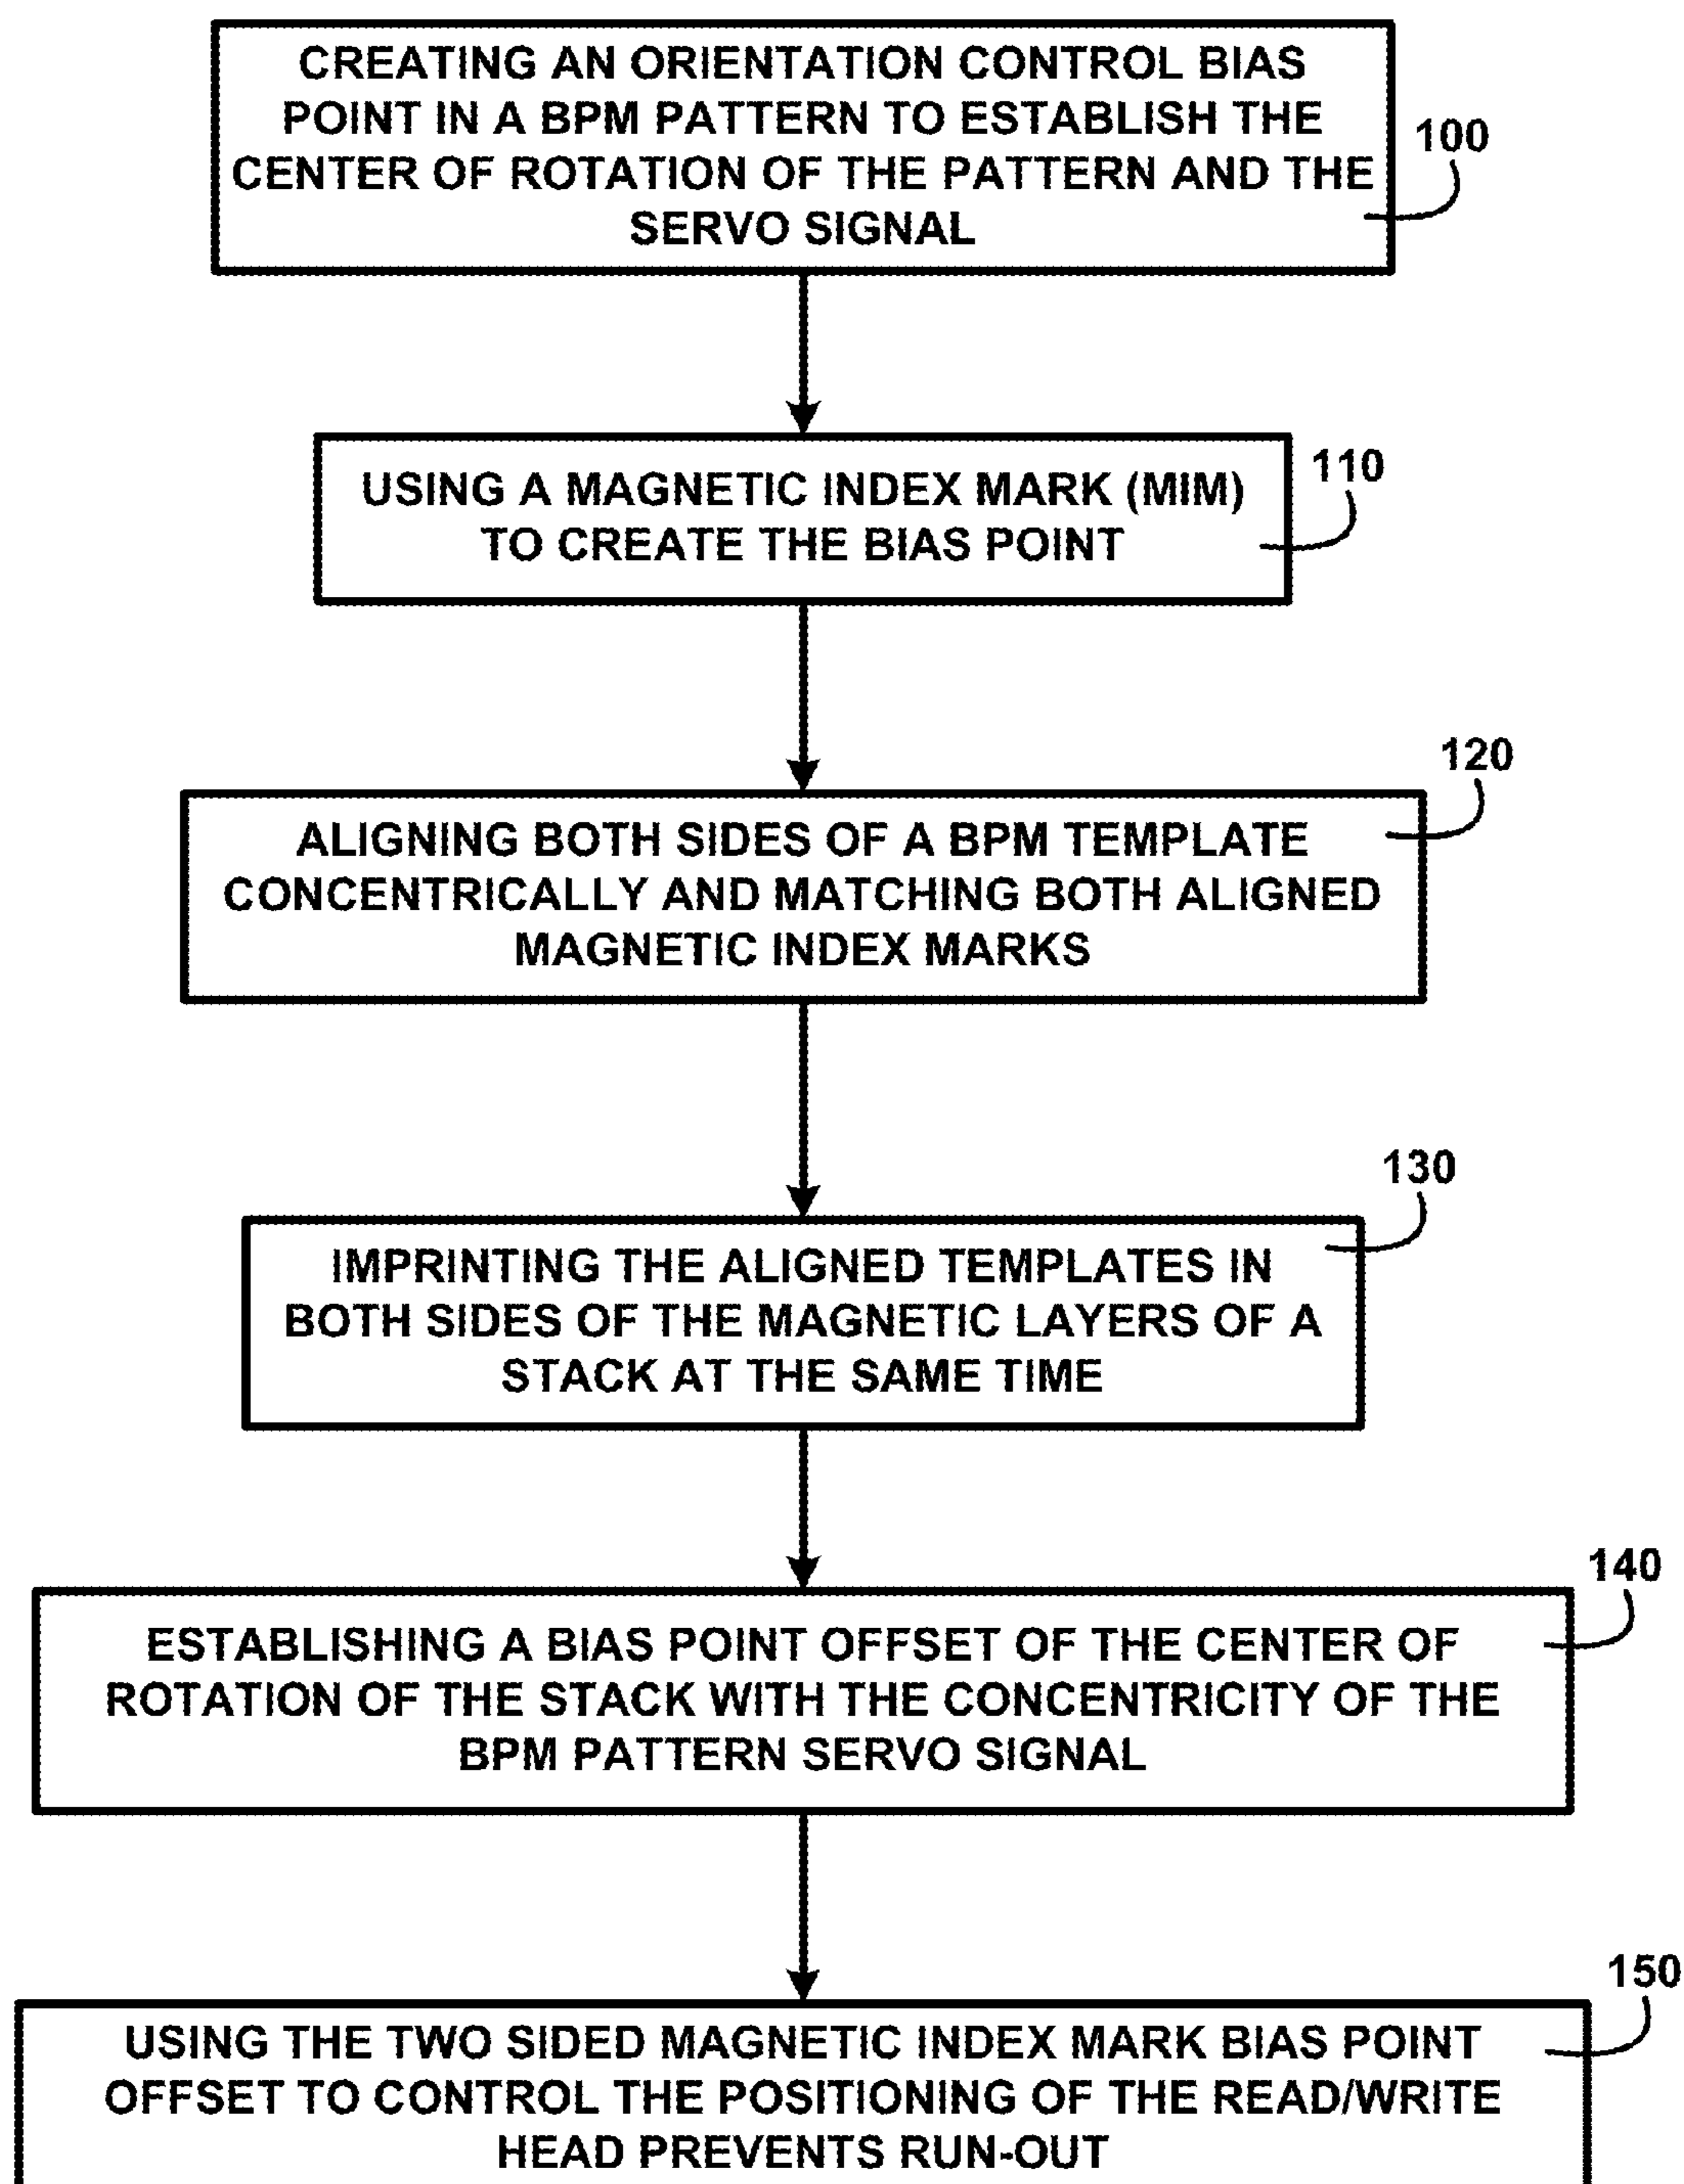 CREATING AN ORIENTATION CONTROL BIAS
POINT IN A BPM PATTERN TO ESTABLISH THE
CENTER OF ROTATION OF THE PATTERN AND THE
SERVO SIGNAL
100
USING A MAGNETIC INDEX MARK (MIM)
TO CREATE THE BIAS POINT
110
120
ALIGNING BOTH SIDES OF A BPM TEMPLATE
CONCENTRICALLY AND MATCHING BOTH ALIGNED
MAGNETIC INDEX MARKS
130
IMPRINTING THE ALIGNED TEMPLATES IN
BOTH SIDES OF THE MAGNETIC LAYERS OF A
STACK AT THE SAME TIME
140
ESTABLISHING A BIAS POINT OFFSET OF THE CENTER OF
ROTATION OF THE STACK WITH THE CONCENTRICITY OF THE
BPM PATTERN SERVO SIGNAL
150
USING THE TWO SIDED MAGNETIC INDEX MARK BIAS POINT
OFFSET TO CONTROL THE POSITIONING OF THE READ/WRITE
HEAD PREVENTS RUN-OUT